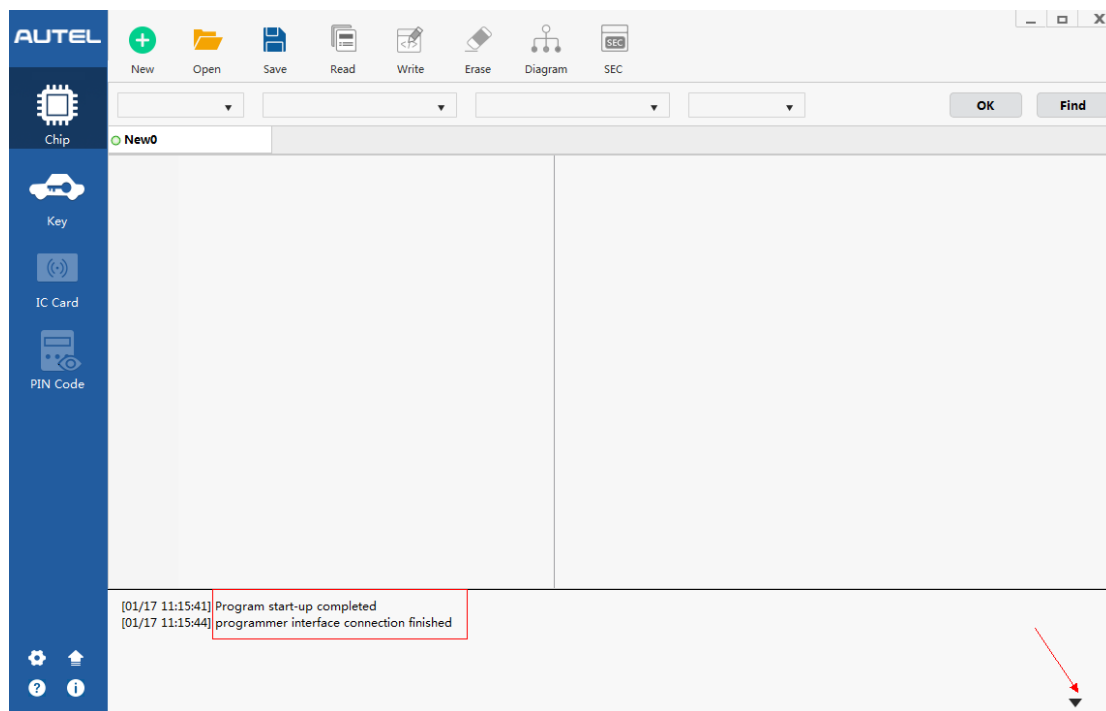 AUTEL
New Open Save Read Write Erase Diagram SEC
SEC
OK Find
Chip
New0
Key
IC Card
PIN Code
[01/17 11:15:41] Program start-up completed
[01/17 11:15:44] programmer interface connection finished